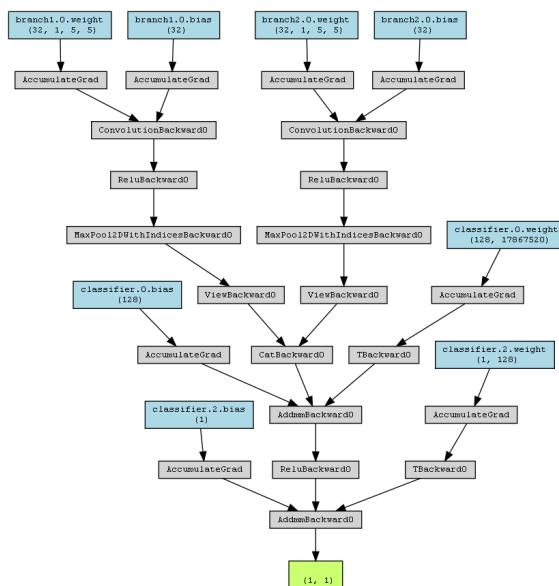 branch1.0.weight
(32, 1, 5, 5)
branch1.0.bias
(32)
branch2.0.weight
(32, 1, 5, 5)
branch2.0.bias
(32)
AccumulateGrad
AccumulateGrad
AccumulateGrad
AccumulateGrad
ConvolutionBackward0
ConvolutionBackward0
ReluBackward0
ReluBackward0
classifier.0.weight
(128, 17867520)
MaxPool2DWithIndicesBackward0
MaxPool2DWithIndicesBackward0
classifier.0.bias
(128)
ViewBackward0
ViewBackward0
AccumulateGrad
classifier.2.weight
(1, 128)
AccumulateGrad
CatBackward0
TBackward0
classifier.2.bias
(1)
AddmmBackward0
AccumulateGrad
AccumulateGrad
ReluBackward0
TBackward0
AddmmBackward0
(1, 1)